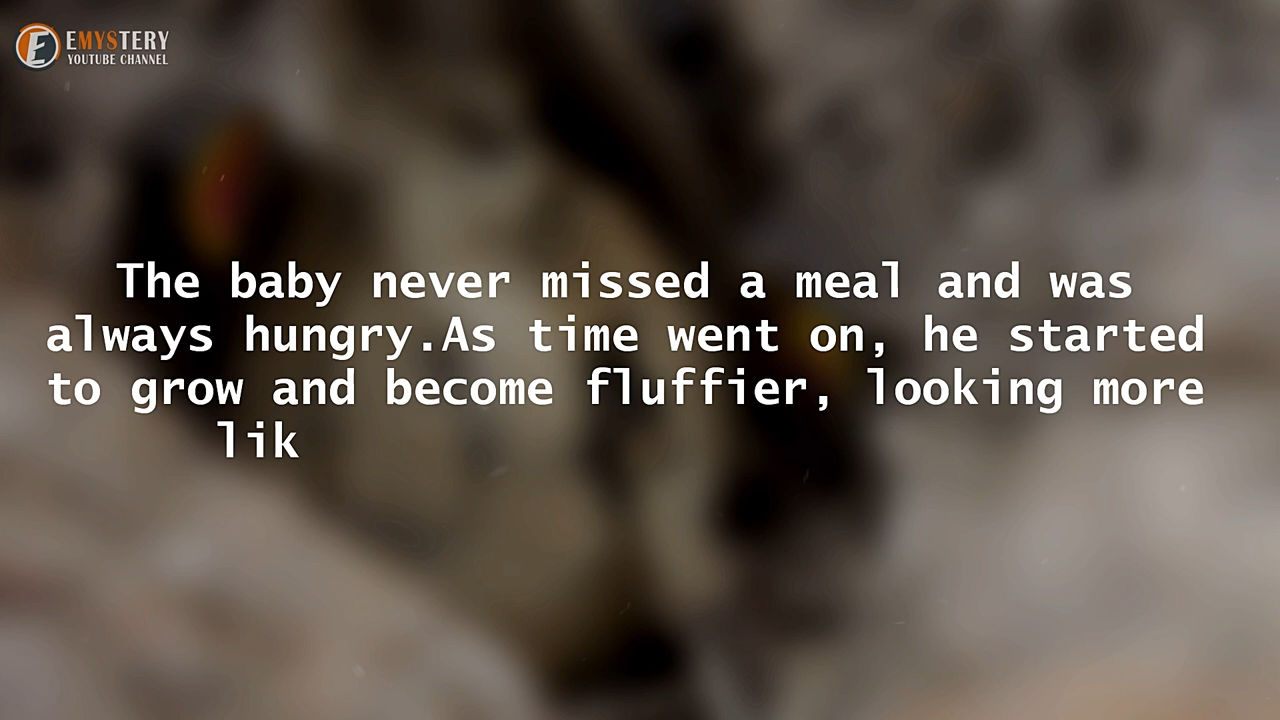 EMYSTERY
YOUTUBE CHANNEL
The baby never missed a meal and was
always hungry.As time went on, he started
to grow and become fluffier, looking more
lik